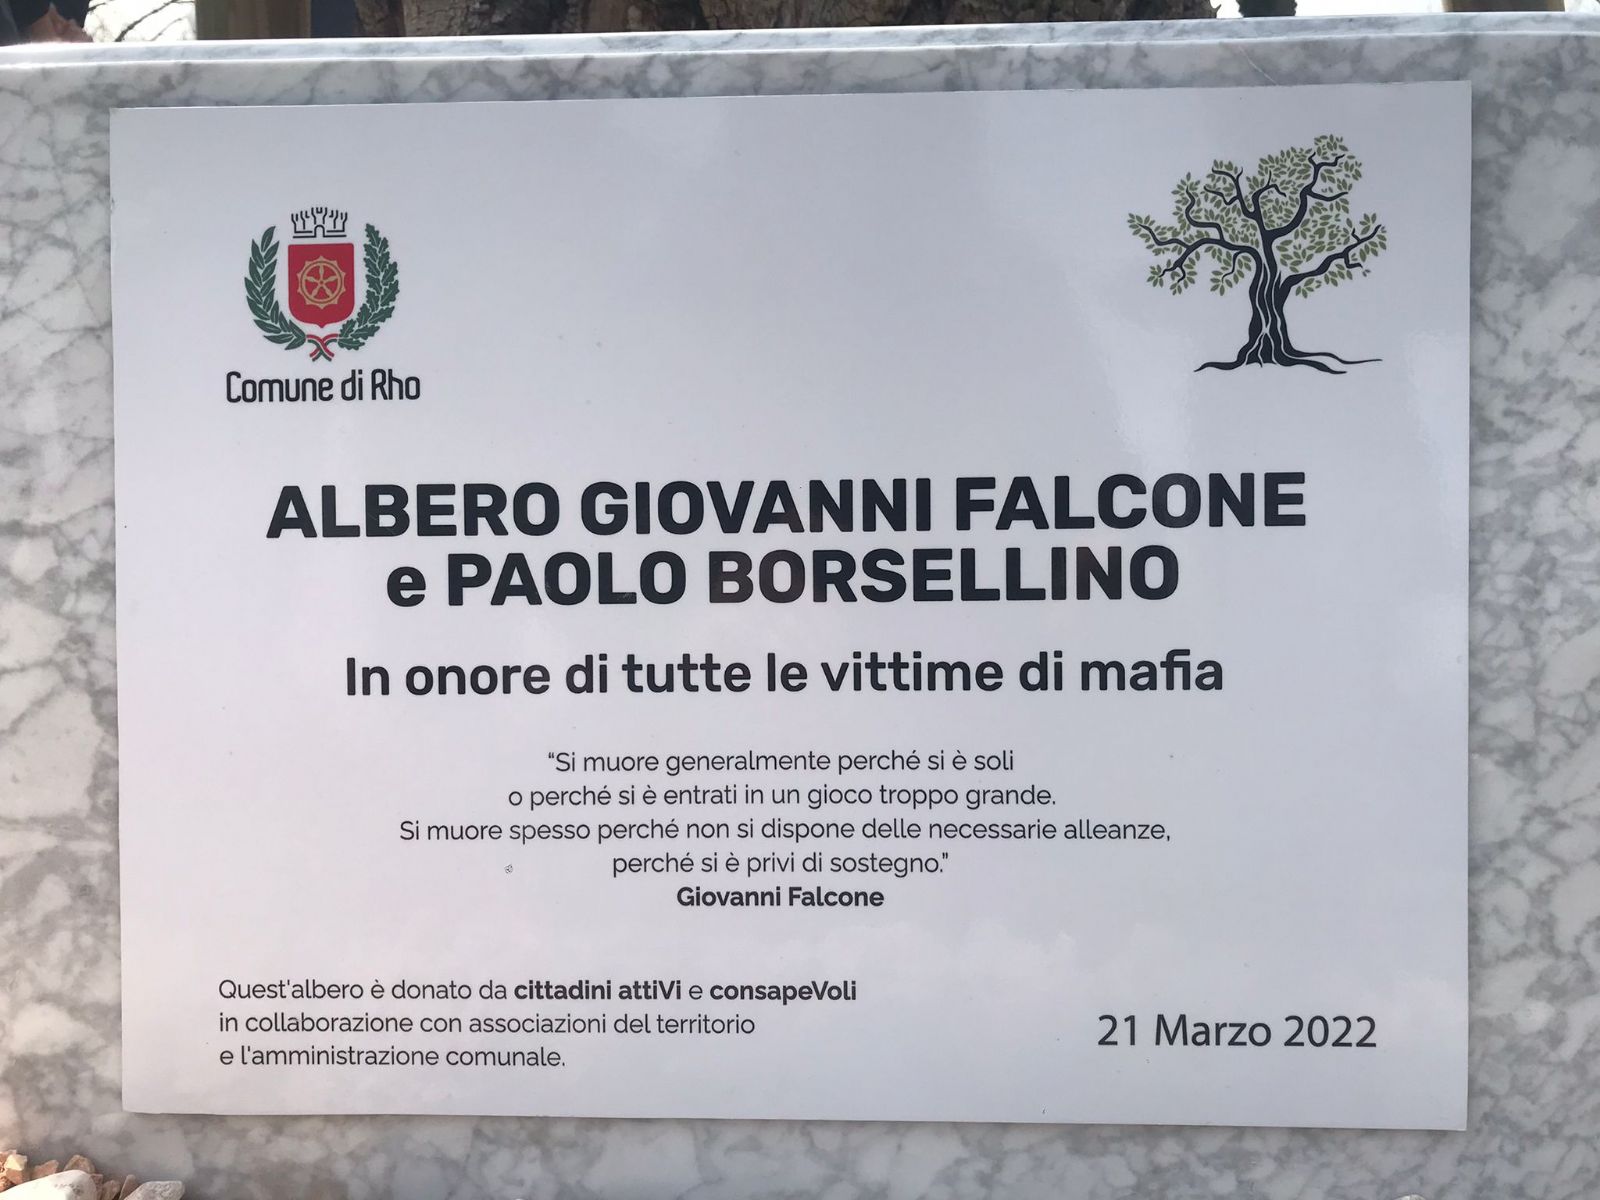 Comune di Rho
ALBERO GIOVANNI FALCONE
e PAOLO BORSELLINO
In onore di tutte le vittime di mafia
“Si muore generalmente perché si è soli
o perché si è entrati in un gioco troppo grande.
Si muore spesso perché non si dispone delle necessarie alleanze,
perché si è privi di sostegno.”
Giovanni Falcone
Quest'albero è donato da cittadini attiVi e consapeVoli
in collaborazione con associazioni del territorio
e l'amministrazione comunale.
21 Marzo 2022